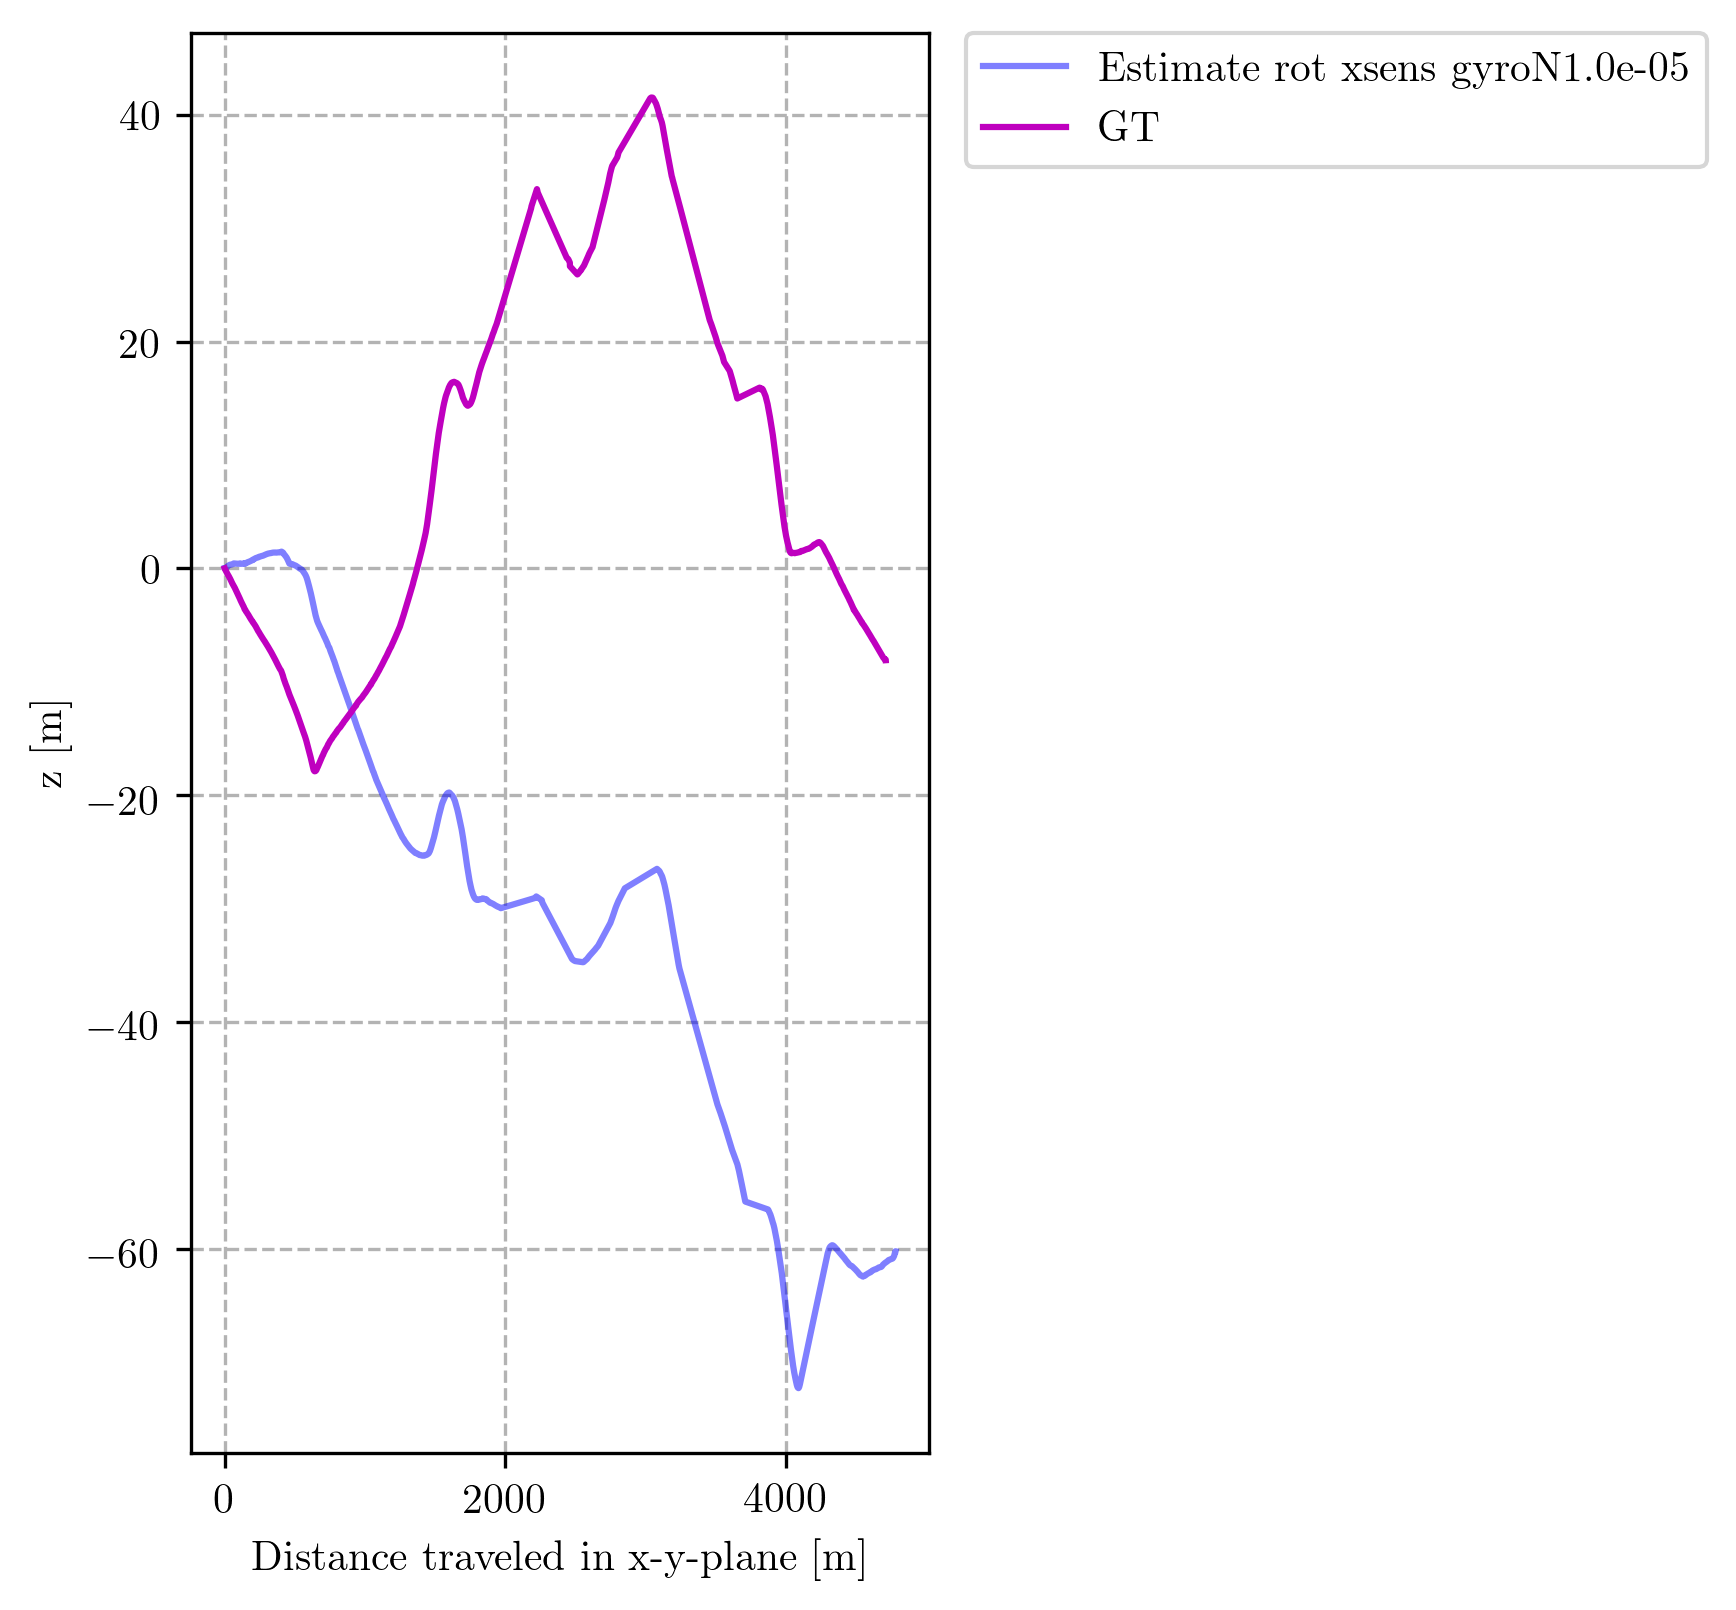 Estimate rot xsens gyroN1.0e-05
GT
40
20
0
−20
−40
−60
z [m]
0 2000 4000
Distance traveled in x-y-plane [m]